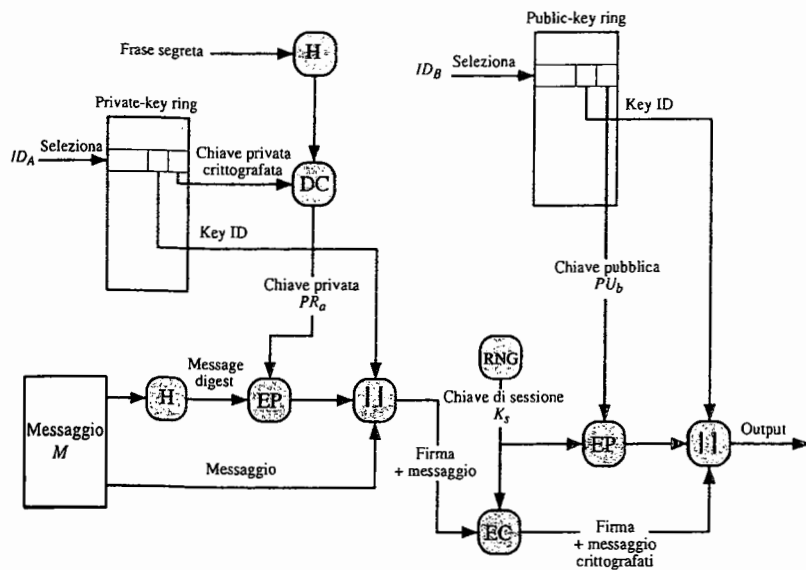 Frase segreta
H
Private-key ring
Seleziona
ID_A
Chiave privata
crittografata
DC
Key ID
Chiave privata
PR_a
Messaggio
M
H
Message
digest
EP
||
Messaggio
Firma
+ messaggio
Public-key ring
ID_B
Seleziona
Key ID
Chiave pubblica
PU_b
RNG
Chiave di sessione
K_s
EP
||
Output
EC
Firma
+ messaggio
crittografati